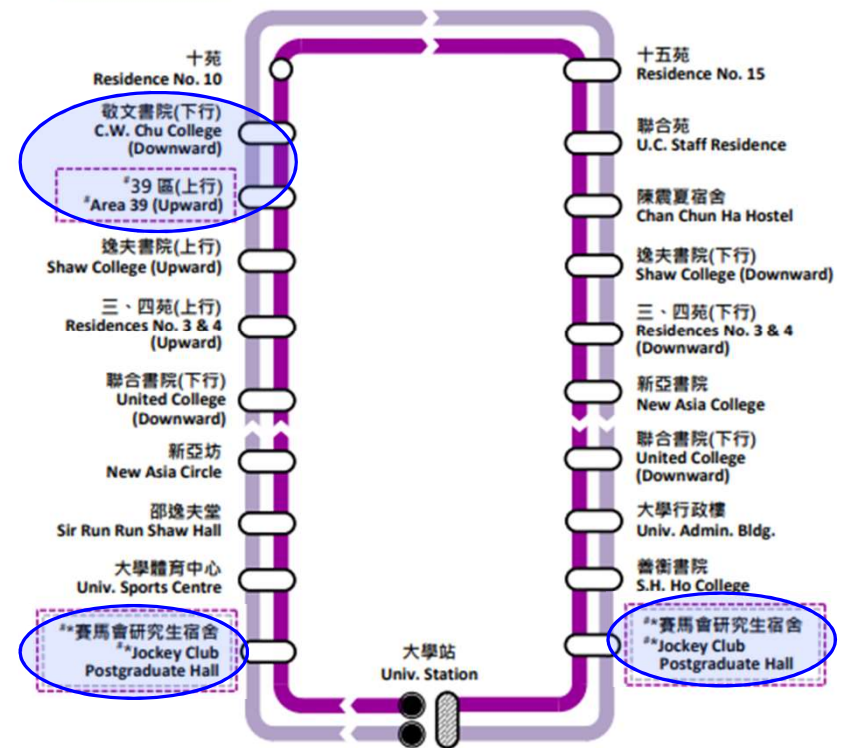 十苑
Residence No. 10
敬文書院(下行)
C.W. Chu College
(Downward)
#39 區(上行)
#Area 39 (Upward)
逸夫書院(上行)
Shaw College (Upward)
三、四苑(上行)
Residences No. 3 & 4
(Upward)
聯合書院(下行)
United College
(Downward)
新亞坊
New Asia Circle
邵逸夫堂
Sir Run Run Shaw Hall
大學體育中心
Univ. Sports Centre
#*賽馬會研究生宿舍
#*Jockey Club
Postgraduate Hall
大學站
Univ. Station
十五苑
Residence No. 15
聯合苑
U.C. Staff Residence
陳震夏宿舍
Chan Chun Ha Hostel
逸夫書院(下行)
Shaw College (Downward)
三、四苑(下行)
Residences No. 3 & 4
(Downward)
新亞書院
New Asia College
聯合書院(下行)
United College
(Downward)
大學行政樓
Univ. Admin. Bldg.
善衡書院
S.H. Ho College
#*賽馬會研究生宿舍
#*Jockey Club
Postgraduate Hall